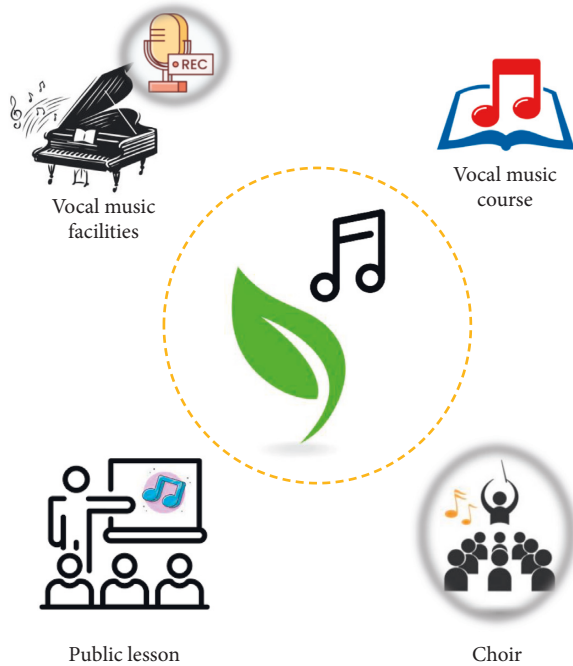 REC
Vocal music
facilities
Vocal music
course
Public lesson
Choir